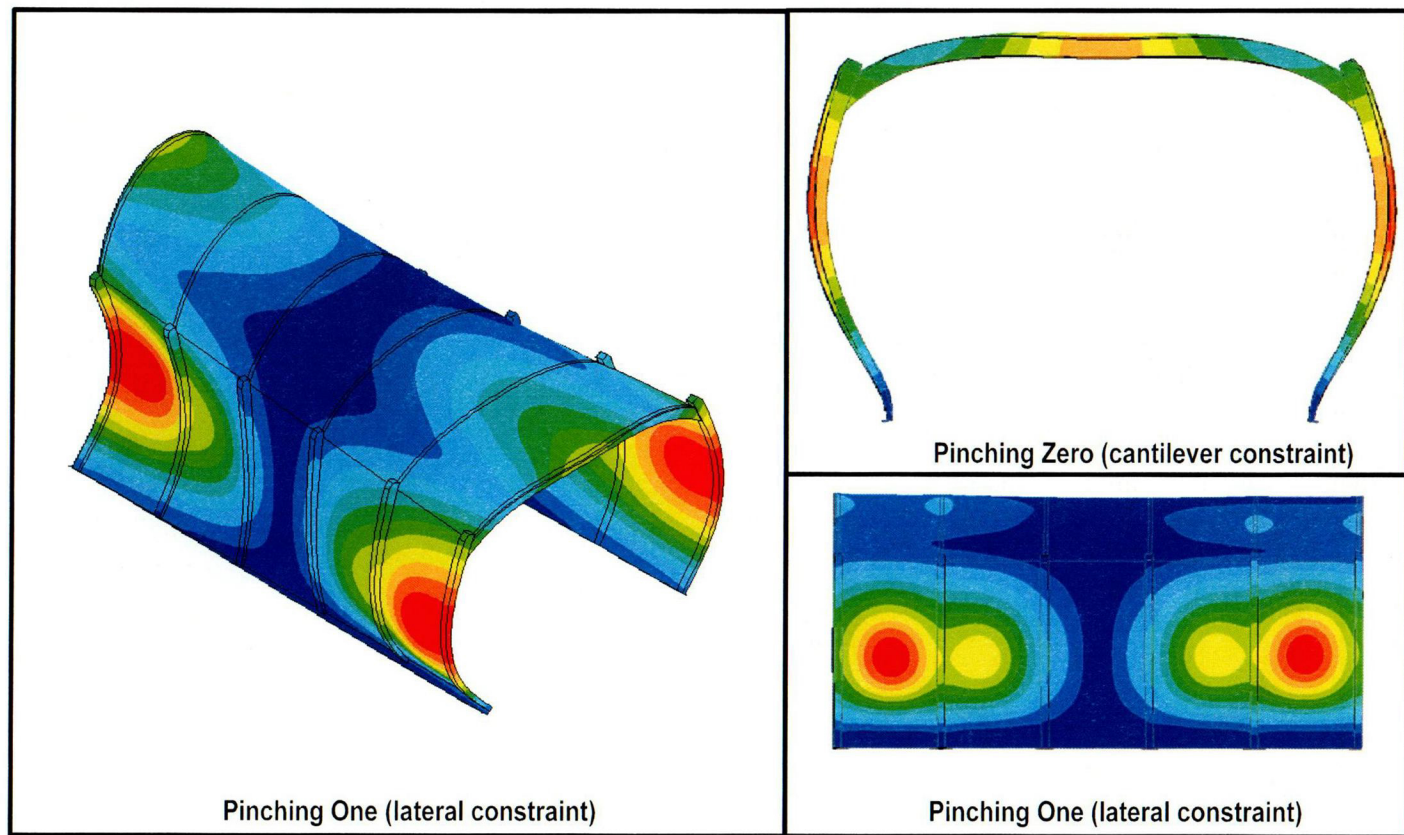 Pinching One (lateral constraint)
Pinching Zero (cantilever constraint)
Pinching One (lateral constraint)